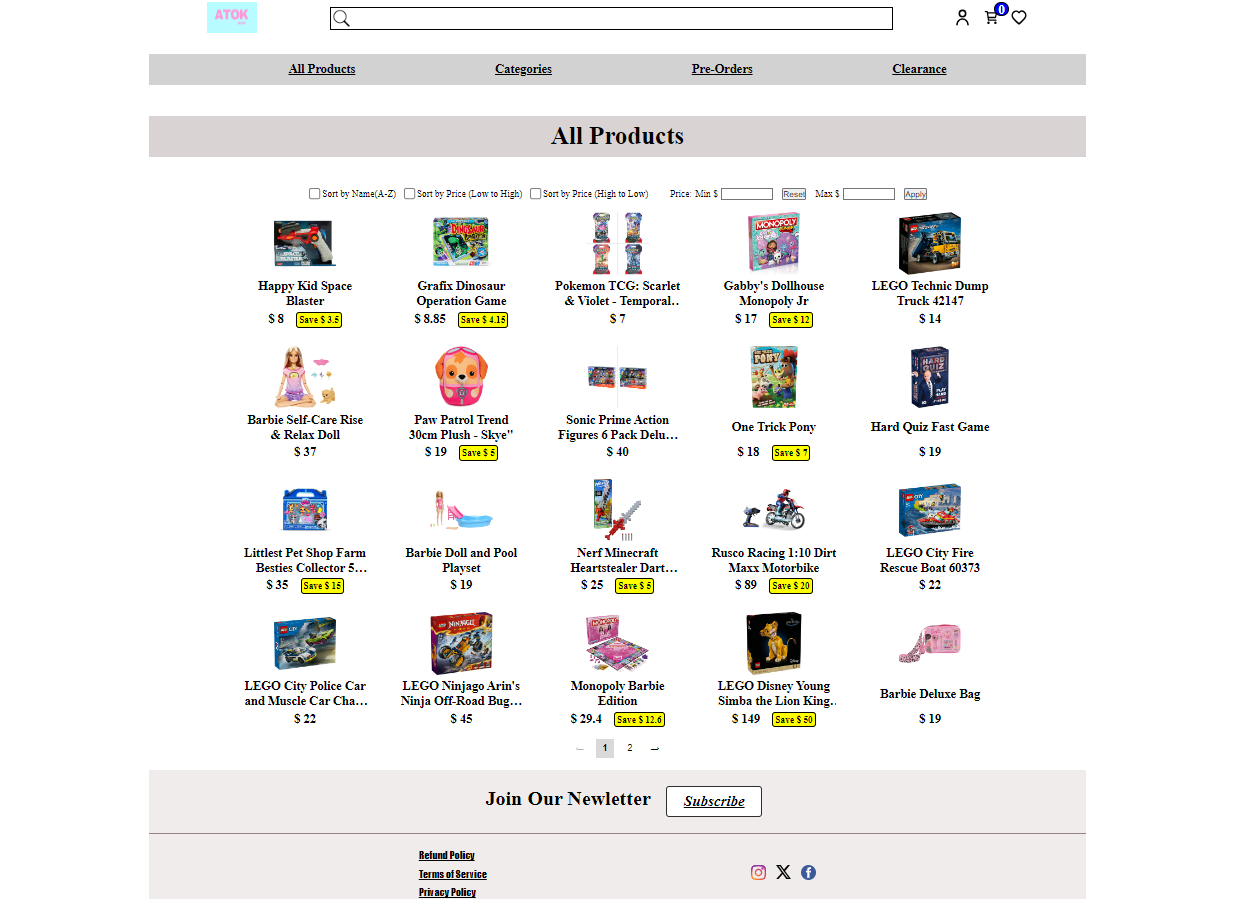 ATOK
0
All Products Categories Pre-Orders Clearance
All Products
Sort by Name(A-Z) Sort by Price (Low to High) Sort by Price (High to Low) Price: Min $ Reset Max $ Apply
MONOPOLY
Happy Kid Space Blaster
$ 8 Save $ 3.5
Grafix Dinosaur Operation Game
$ 8.85 Save $ 4.15
Pokemon TCG: Scarlet & Violet - Temporal..
$ 7
Gabby's Dollhouse Monopoly Jr
$ 17 Save $ 12
LEGO Technic Dump Truck 42147
$ 14
PONY
HARD QUIZ
Barbie Self-Care Rise & Relax Doll
$ 37
Paw Patrol Trend 30cm Plush - Skye"
$ 19 Save $ 5
Sonic Prime Action Figures 6 Pack Delu…
$ 40
One Trick Pony
$ 18 Save $ 7
Hard Quiz Fast Game
$ 19
Littlest Pet Shop Farm Besties Collector 5…
$ 35 Save $ 15
Barbie Doll and Pool Playset
$ 19
Nerf Minecraft Heartstealer Dart…
$ 25 Save $ 5
Rusco Racing 1:10 Dirt Maxx Motorbike
$ 89 Save $ 20
LEGO City Fire Rescue Boat 60373
$ 22
LEGO City Police Car and Muscle Car Cha…
$ 22
LEGO Ninjago Arin's Ninja Off-Road Bug…
$ 45
Monopoly Barbie Edition
$ 29.4 Save $ 12.6
LEGO Disney Young Simba the Lion King..
$ 149 Save $ 50
Barbie Deluxe Bag
$ 19
1 2
Join Our Newletter Subscribe
Refund Policy
Terms of Service
Privacy Policy